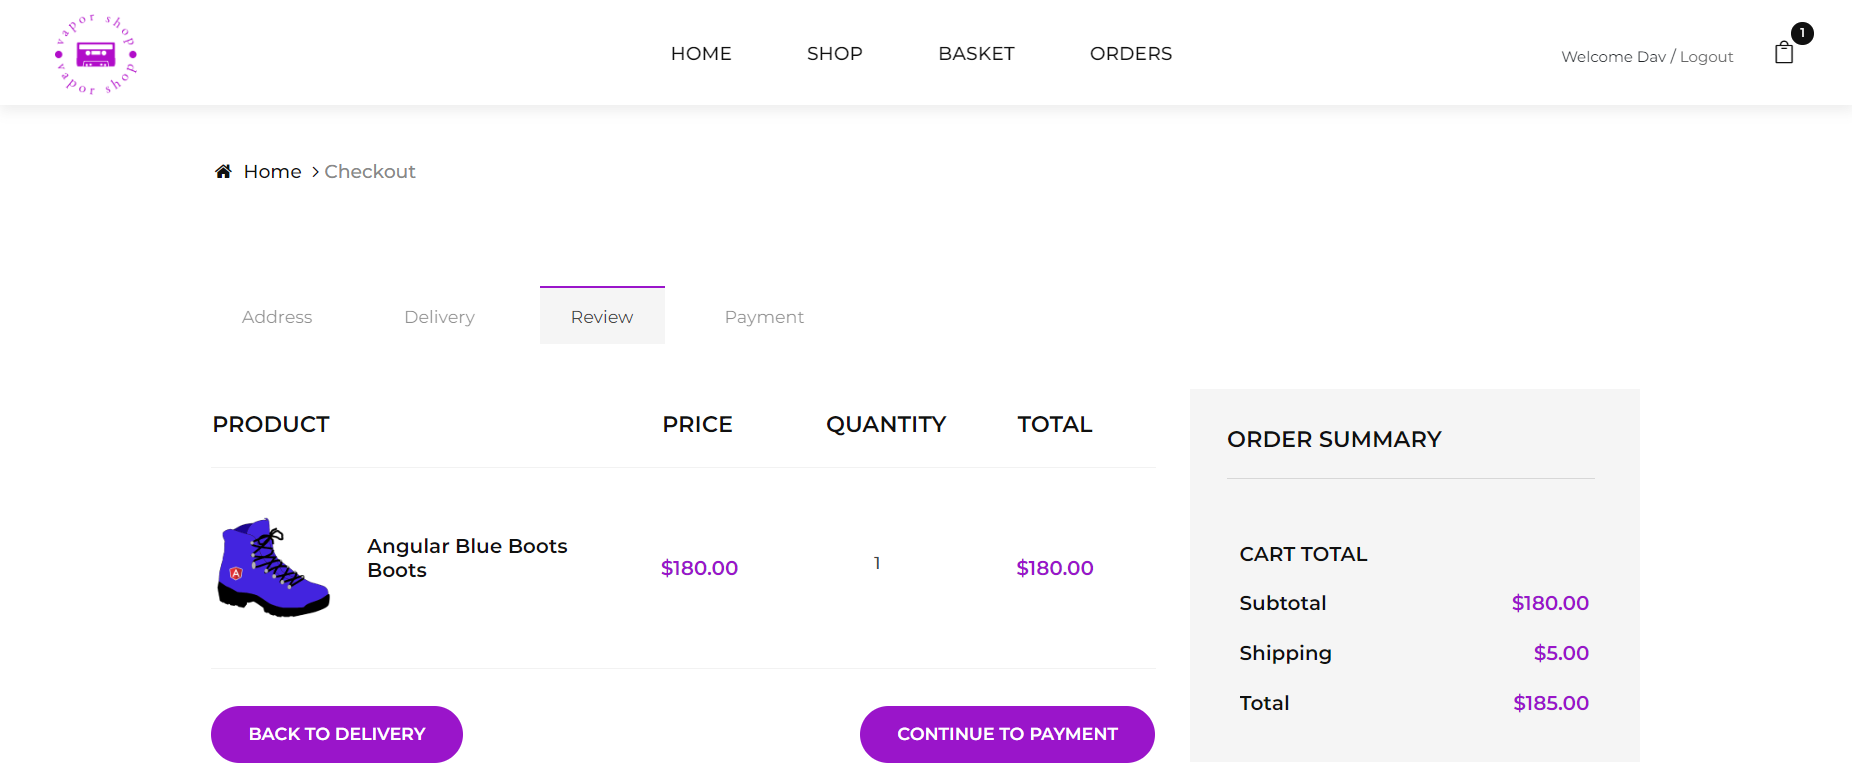 vapor shop
vapor shop
HOME SHOP BASKET ORDERS
Welcome Dav / Logout
1
Home > Checkout
Address Delivery Review Payment
PRODUCT PRICE QUANTITY TOTAL
ORDER SUMMARY
A
Angular Blue Boots
Boots
$180.00 1 $180.00
CART TOTAL
Subtotal $180.00
Shipping $5.00
Total $185.00
BACK TO DELIVERY CONTINUE TO PAYMENT